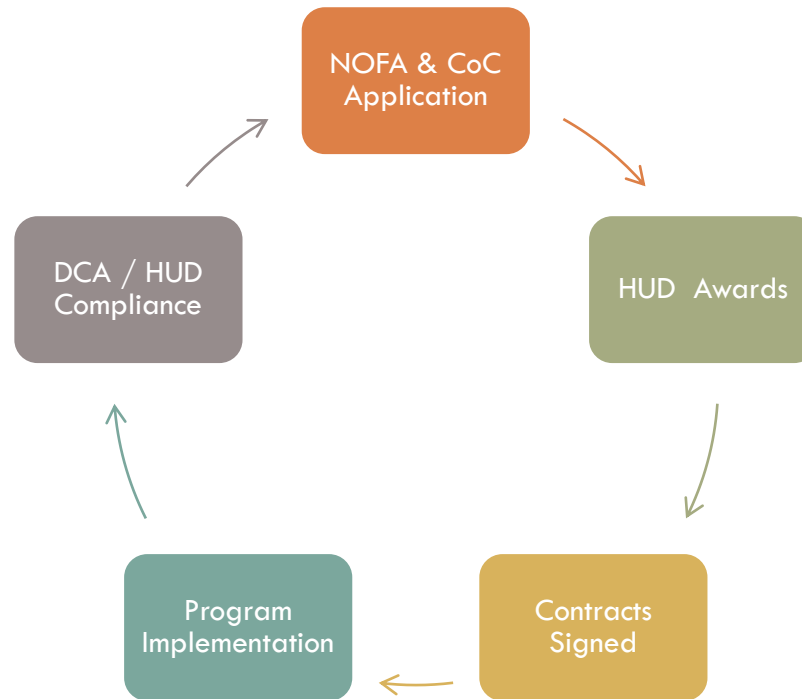 NOFA & CoC
Application
HUD Awards
Contracts
Signed
Program
Implementation
DCA / HUD
Compliance